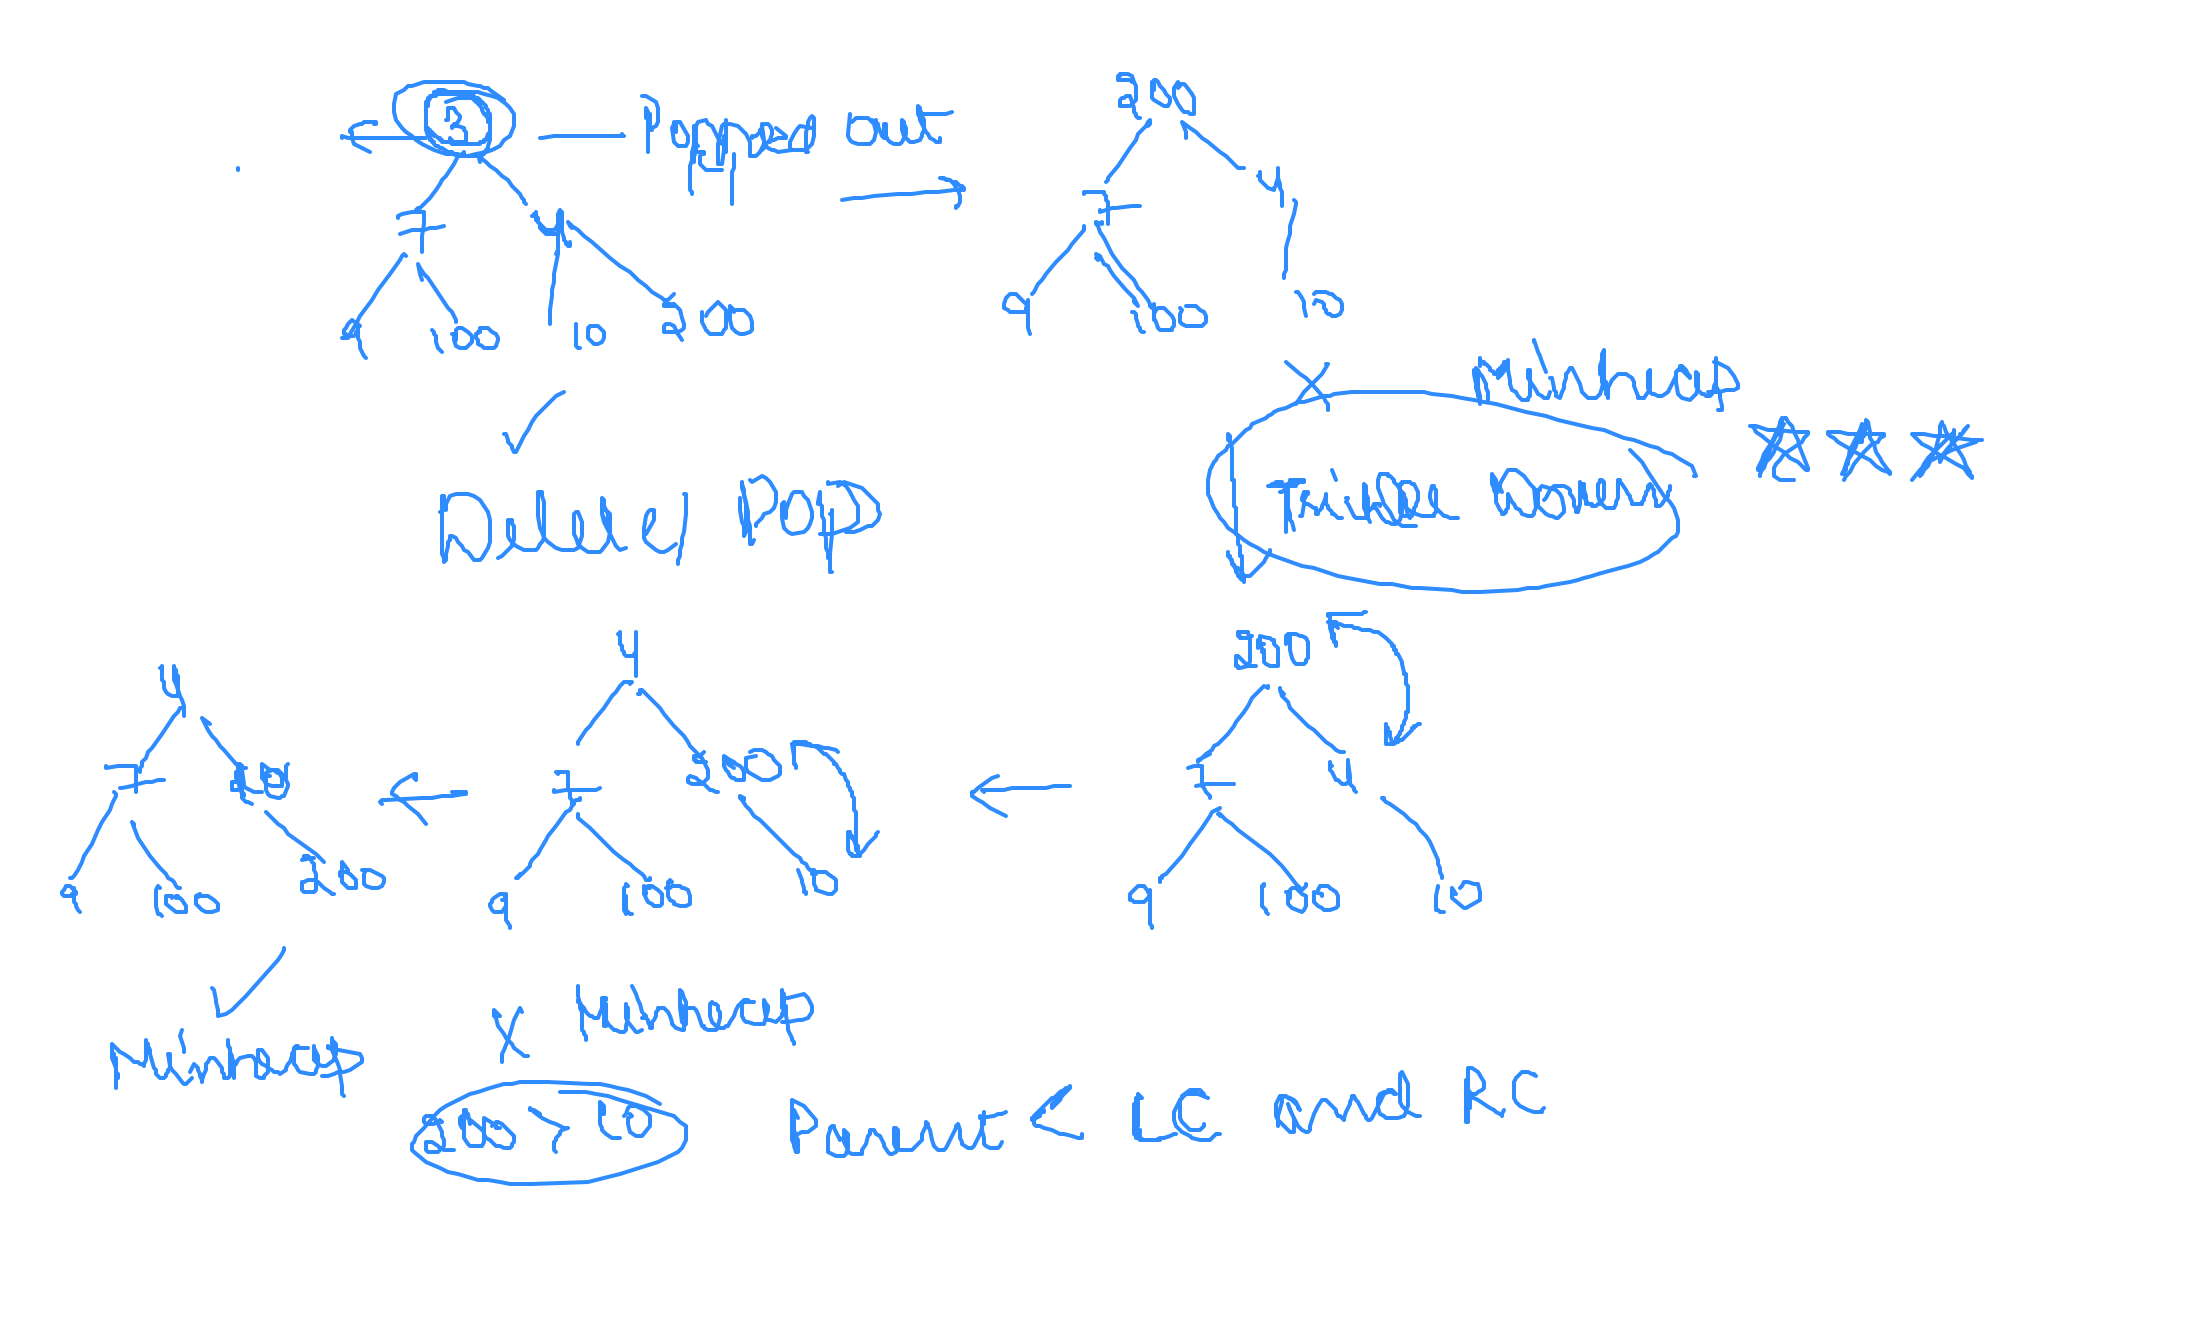 3 Popped out
7 4
9 100 10 200
200
7 4
9 100 10
x Minheap
Trickle Down
Delete/ Pop
200
7 4
9 100 10
4
7 200
9 100 10
4
7 10
9 100 200
Minheap
x Minheap
200 > 10
Parent < LC and RC